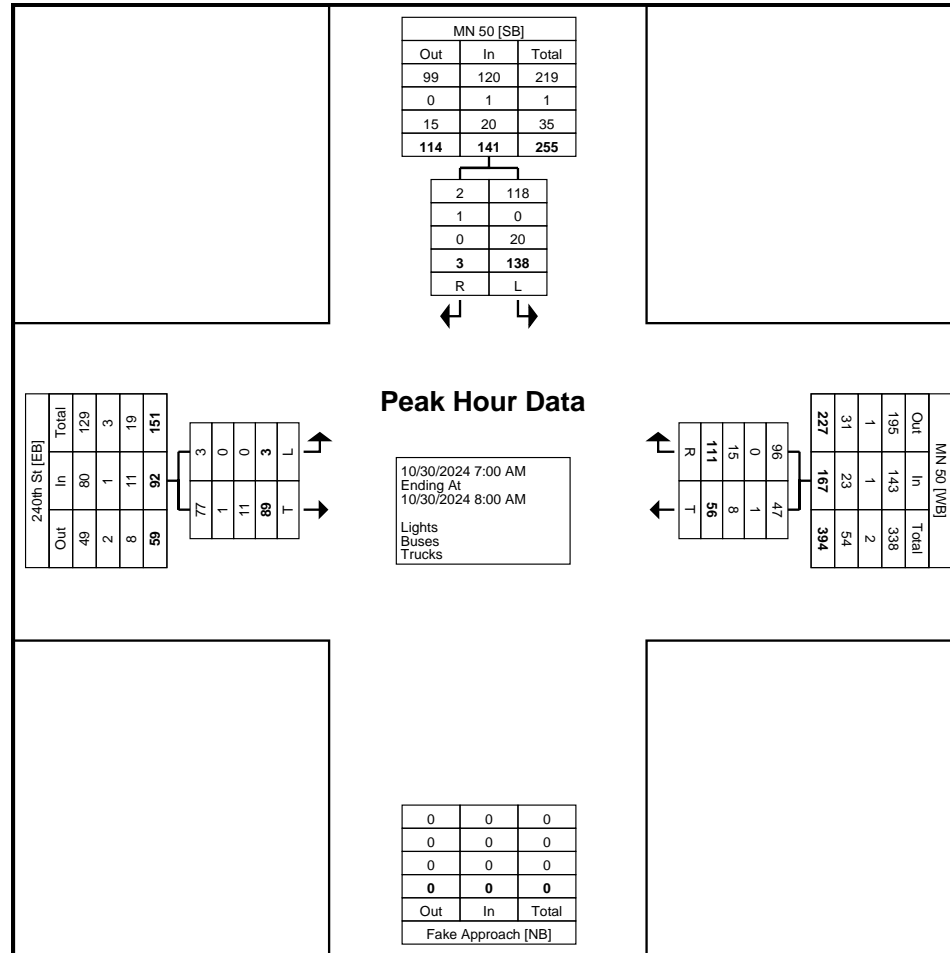 MN 50 [SB]
Out In Total
99 120 219
0 1 1
15 20 35
114 141 255
2 118
1 0
0 20
3 138
R L
Peak Hour Data
240th St [EB]
Total In Out
129 80 49
3 1 2
19 11 8
151 92 59
3 77
0 1
0 11
3 89
L T
10/30/2024 7:00 AM
Ending At
10/30/2024 8:00 AM
Lights
Buses
Trucks
96 47
0 1
15 8
111 56
R T
MN 50 [WB]
Out In Total
195 143 338
1 1 2
31 23 54
227 167 394
0 0 0
0 0 0
0 0 0
0 0 0
Out In Total
Fake Approach [NB]